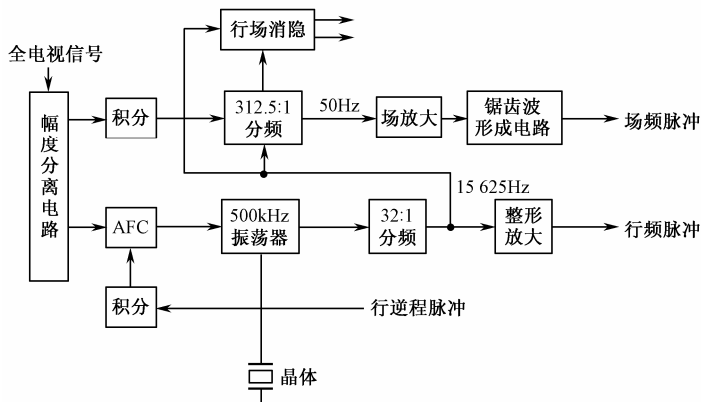 行场消隐
全电视信号
幅度分离电路
积分
312.5:1
分频
50Hz
场放大
锯齿波
形成电路
场频脉冲
15 625Hz
AFC
500kHz
振荡器
32:1
分频
整形
放大
行频脉冲
积分
行逆程脉冲
晶体